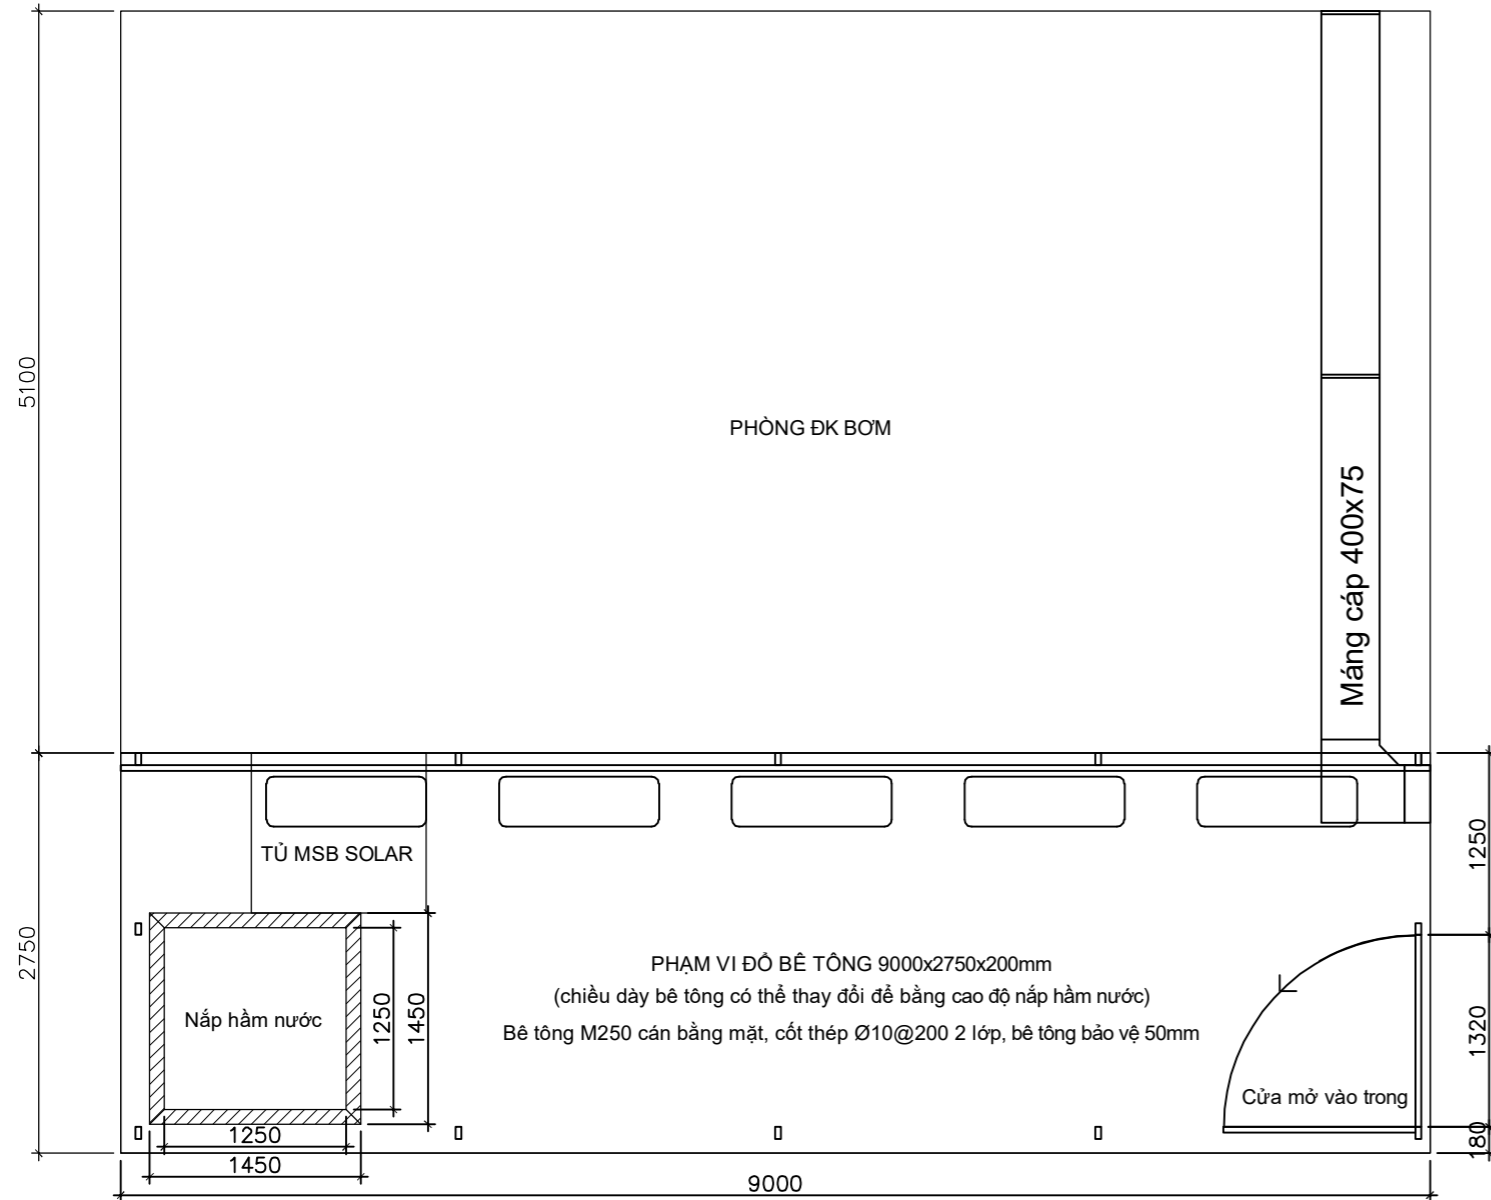 5100
PHÒNG ĐK BƠM
Máng cáp 400x75
2750
TỦ MSB SOLAR
1250
PHẠM VI ĐỔ BÊ TÔNG 9000x2750x200mm
(chiều dày bê tông có thể thay đổi để bằng cao độ nắp hầm nước)
Bê tông M250 cán bằng mặt, cốt thép Ø10@200 2 lớp, bê tông bảo vệ 50mm
Nắp hầm nước
1250
1450
1320
Cửa mở vào trong
180
1250
1450
9000